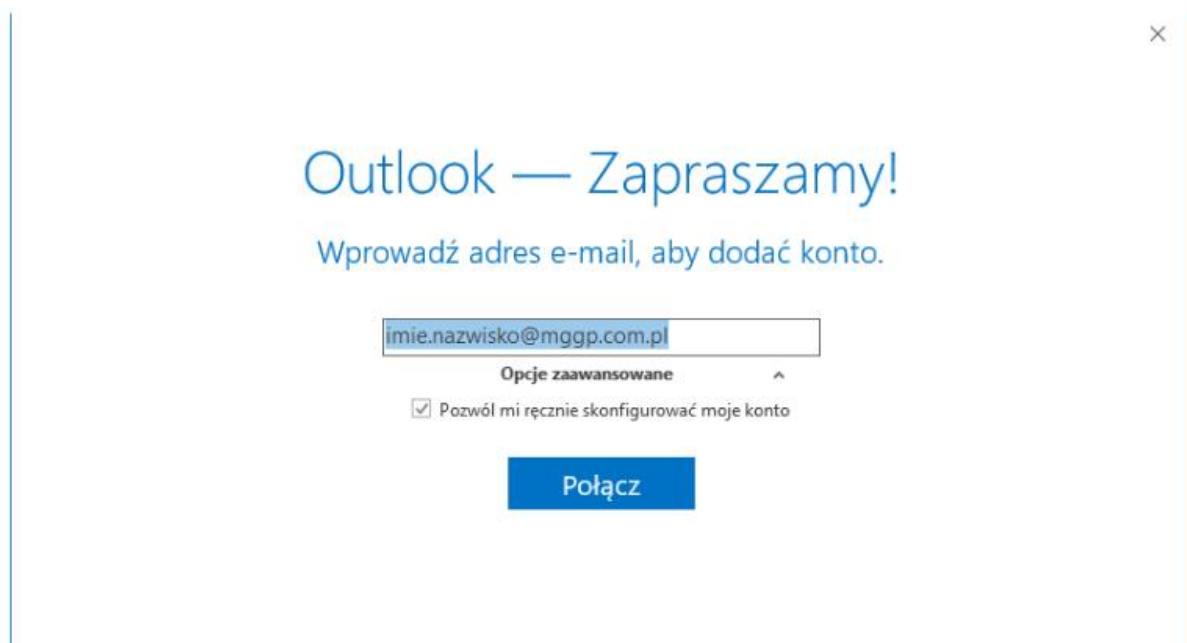 Outlook — Zapraszamy!
Wprowadź adres e-mail, aby dodać konto.
imie.nazwisko@mggp.com.pl
Opcje zaawansowane
Pozwól mi ręcznie skonfigurować moje konto
Połącz